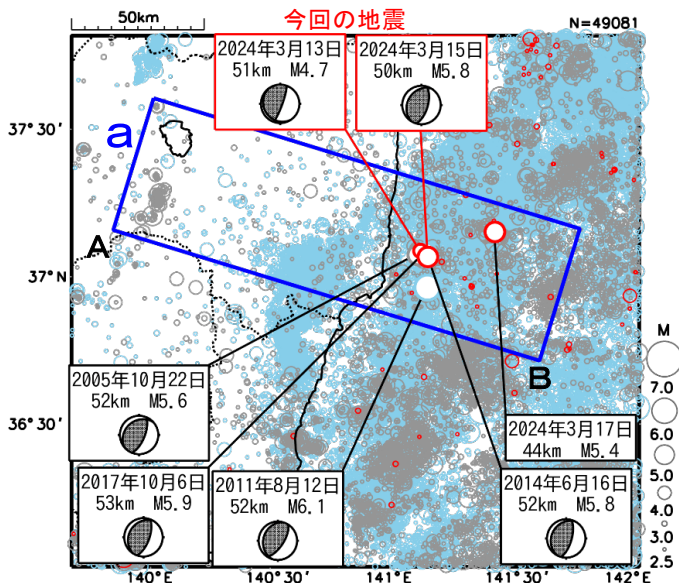 50km
今回の地震
N=49081
2024年3月13日
51km M4.7
2024年3月15日
50km M5.8
37°30′
a
A
37°N
B
M
7.0
6.0
5.0
4.0
3.0
2.5
36°30′
2005年10月22日
52km M5.6
2024年3月17日
44km M5.4
2017年10月6日
53km M5.9
2011年8月12日
52km M6.1
2014年6月16日
52km M5.8
140°E
140°30′
141°E
141°30′
142°E